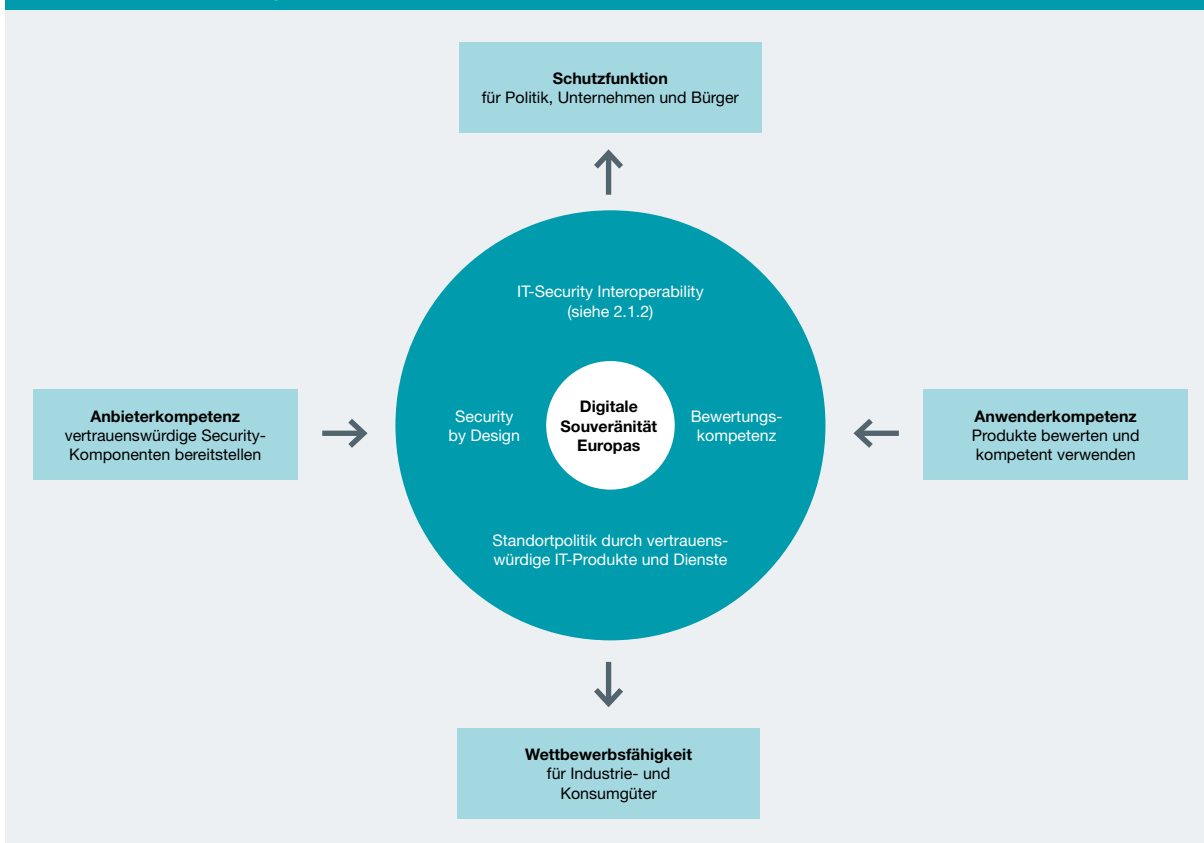 Schutzfunktion
für Politik, Unternehmen und Bürger
IT-Security Interoperability
(siehe 2.1.2)
Anbieterkompetenz
vertrauenswürdige Security-
Komponenten bereitstellen
Security
by Design
Digitale
Souveränität
Europas
Bewertungs-
kompetenz
Anwenderkompetenz
Produkte bewerten und
kompetent verwenden
Standortpolitik durch vertrauens-
würdige IT-Produkte und Dienste
Wettbewerbsfähigkeit
für Industrie- und
Konsumgüter